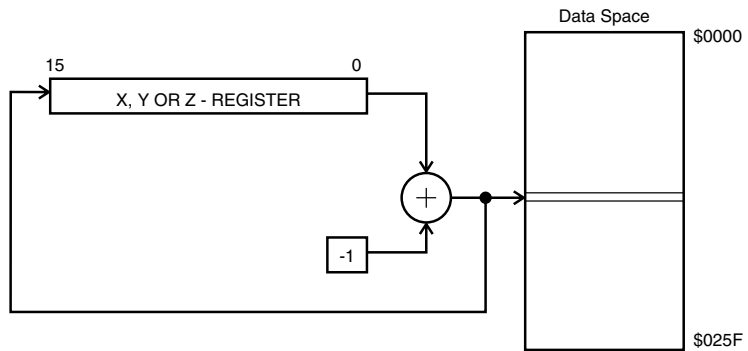 Data Space
$0000
15 0
X, Y OR Z - REGISTER
+
-1
$025F